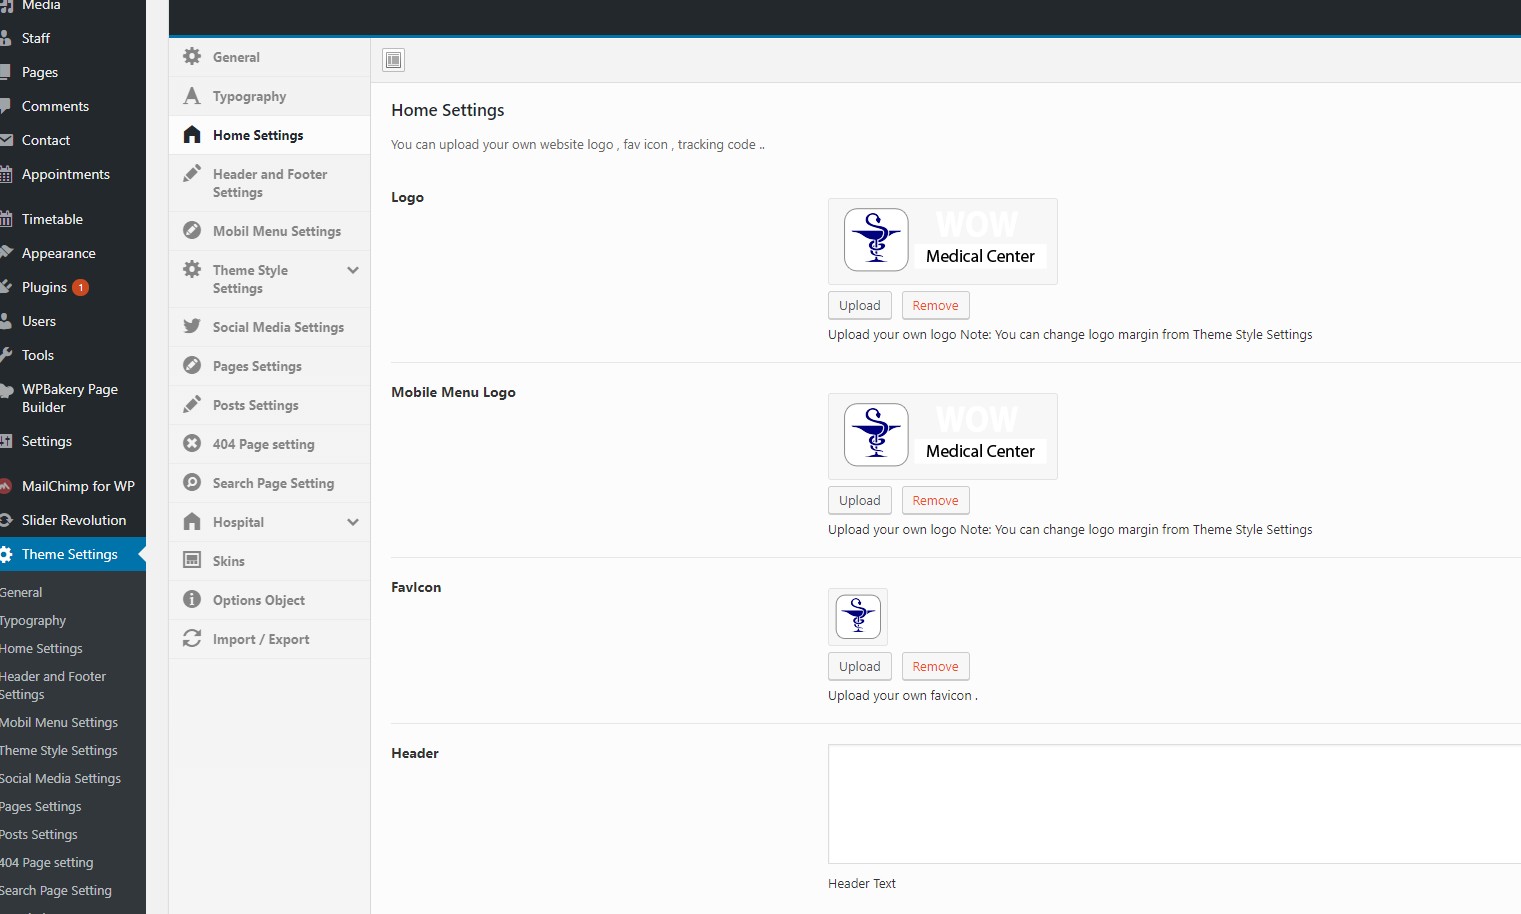 Media
Staff
Pages
Comments
Contact
Appointments
Timetable
Appearance
Plugins 1
Users
Tools
WPBakery Page
Builder
Settings
MailChimp for WP
Slider Revolution
Theme Settings
General
Typography
Home Settings
Header and Footer
Settings
Mobil Menu Settings
Theme Style Settings
Social Media Settings
Pages Settings
Posts Settings
404 Page setting
Search Page Setting
General
Typography
Home Settings
Header and Footer
Settings
Mobil Menu Settings
Theme Style
Settings
Social Media Settings
Pages Settings
Posts Settings
404 Page setting
Search Page Setting
Hospital
Skins
Options Object
Import / Export
Home Settings
You can upload your own website logo , fav icon , tracking code ..
Logo
WOW
Medical Center
Upload Remove
Upload your own logo Note: You can change logo margin from Theme Style Settings
Mobile Menu Logo
WOW
Medical Center
Upload Remove
Upload your own logo Note: You can change logo margin from Theme Style Settings
FavIcon
Upload Remove
Upload your own favicon .
Header
Header Text